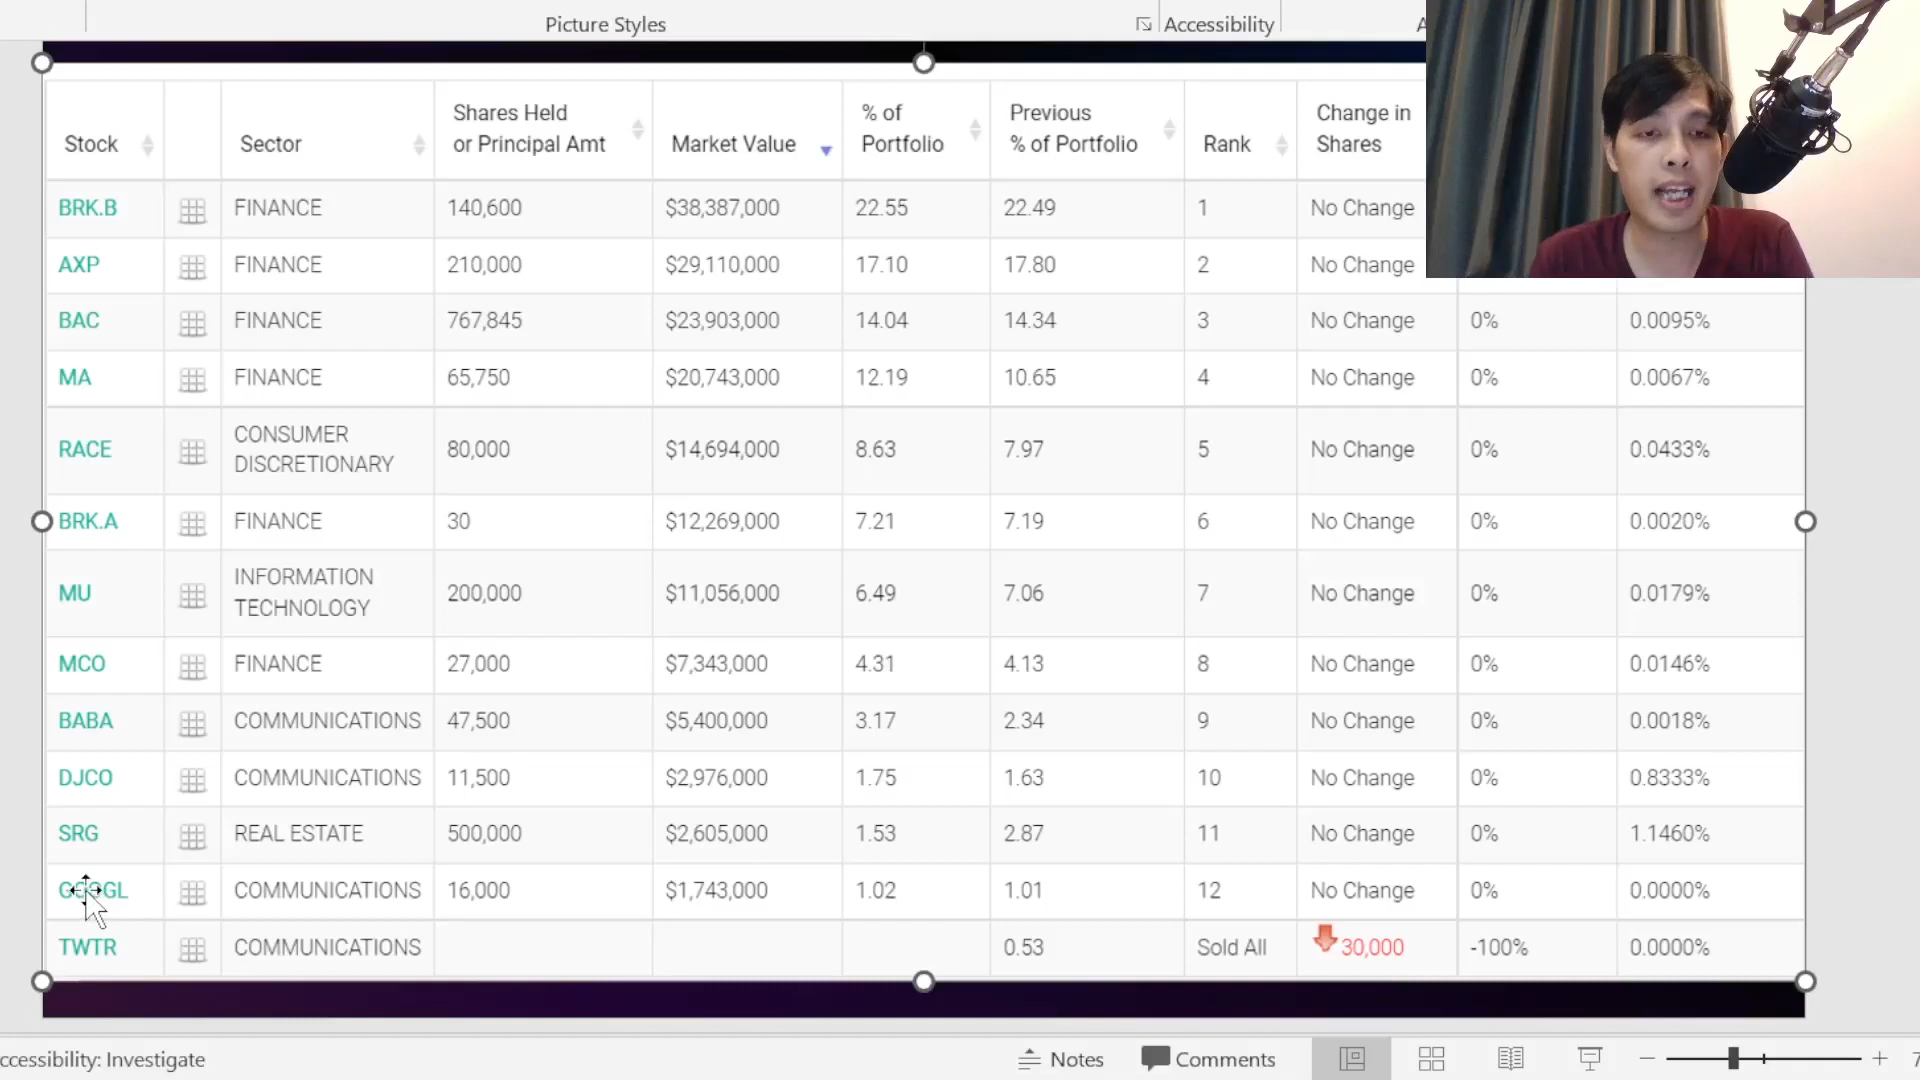 Picture Styles Accessibility
Stock Sector Shares Held or Principal Amt Market Value % of Portfolio Previous % of Portfolio Rank Change in Shares
BRK.B FINANCE 140,600 $38,387,000 22.55 22.49 1 No Change
AXP FINANCE 210,000 $29,110,000 17.10 17.80 2 No Change
BAC FINANCE 767,845 $23,903,000 14.04 14.34 3 No Change 0% 0.0095%
MA FINANCE 65,750 $20,743,000 12.19 10.65 4 No Change 0% 0.0067%
RACE CONSUMER DISCRETIONARY 80,000 $14,694,000 8.63 7.97 5 No Change 0% 0.0433%
BRK.A FINANCE 30 $12,269,000 7.21 7.19 6 No Change 0% 0.0020%
MU INFORMATION TECHNOLOGY 200,000 $11,056,000 6.49 7.06 7 No Change 0% 0.0179%
MCO FINANCE 27,000 $7,343,000 4.31 4.13 8 No Change 0% 0.0146%
BABA COMMUNICATIONS 47,500 $5,400,000 3.17 2.34 9 No Change 0% 0.0018%
DJCO COMMUNICATIONS 11,500 $2,976,000 1.75 1.63 10 No Change 0% 0.8333%
SRG REAL ESTATE 500,000 $2,605,000 1.53 2.87 11 No Change 0% 1.1460%
GOOGL COMMUNICATIONS 16,000 $1,743,000 1.02 1.01 12 No Change 0% 0.0000%
TWTR COMMUNICATIONS 0.53 Sold All 30,000 -100% 0.0000%
ccessibility: Investigate Notes Comments